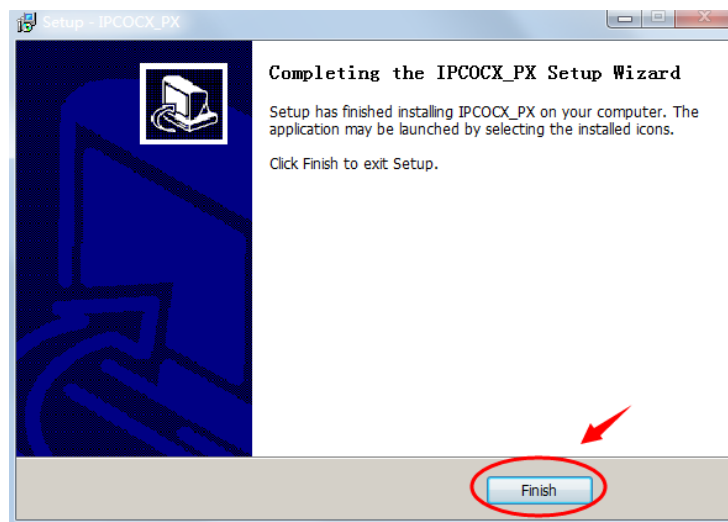 Setup - IPCOCX_PX
Completing the IPCOCX_PX Setup Wizard
Setup has finished installing IPCOCX_PX on your computer. The
application may be launched by selecting the installed icons.
Click Finish to exit Setup.
Finish